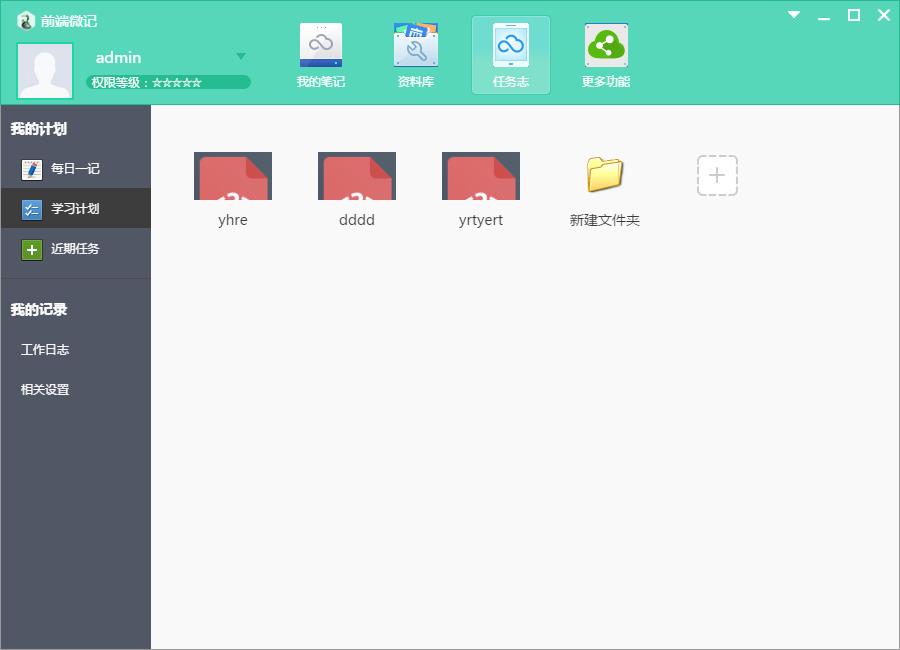 前端微记
admin
权限等级：☆☆☆☆☆
我的笔记
资料库
任务志
更多功能
我的计划
每日一记
学习计划
近期任务
我的记录
工作日志
相关设置
yhre
dddd
yrtyert
新建文件夹